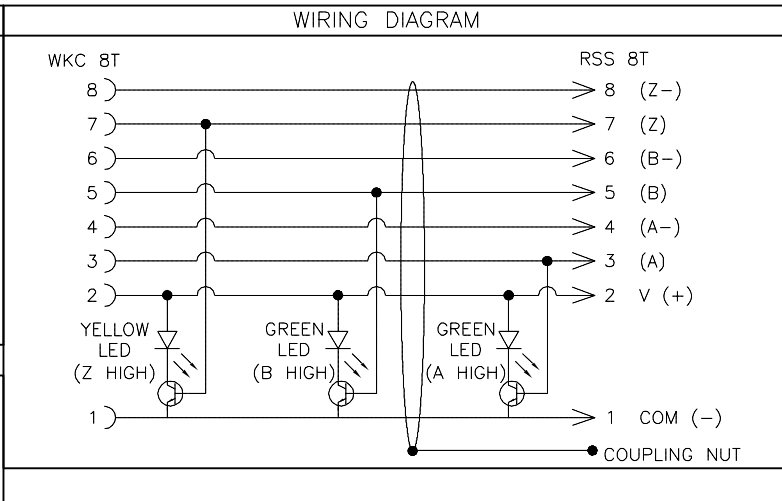 WIRING DIAGRAM
WKC 8T RSS 8T
8 8 (Z-)
7 7 (Z)
6 6 (B-)
5 5 (B)
4 4 (A-)
3 3 (A)
2 2 V (+)
YELLOW LED (Z HIGH)
GREEN LED (B HIGH)
GREEN LED (A HIGH)
1 1 COM (-)
COUPLING NUT